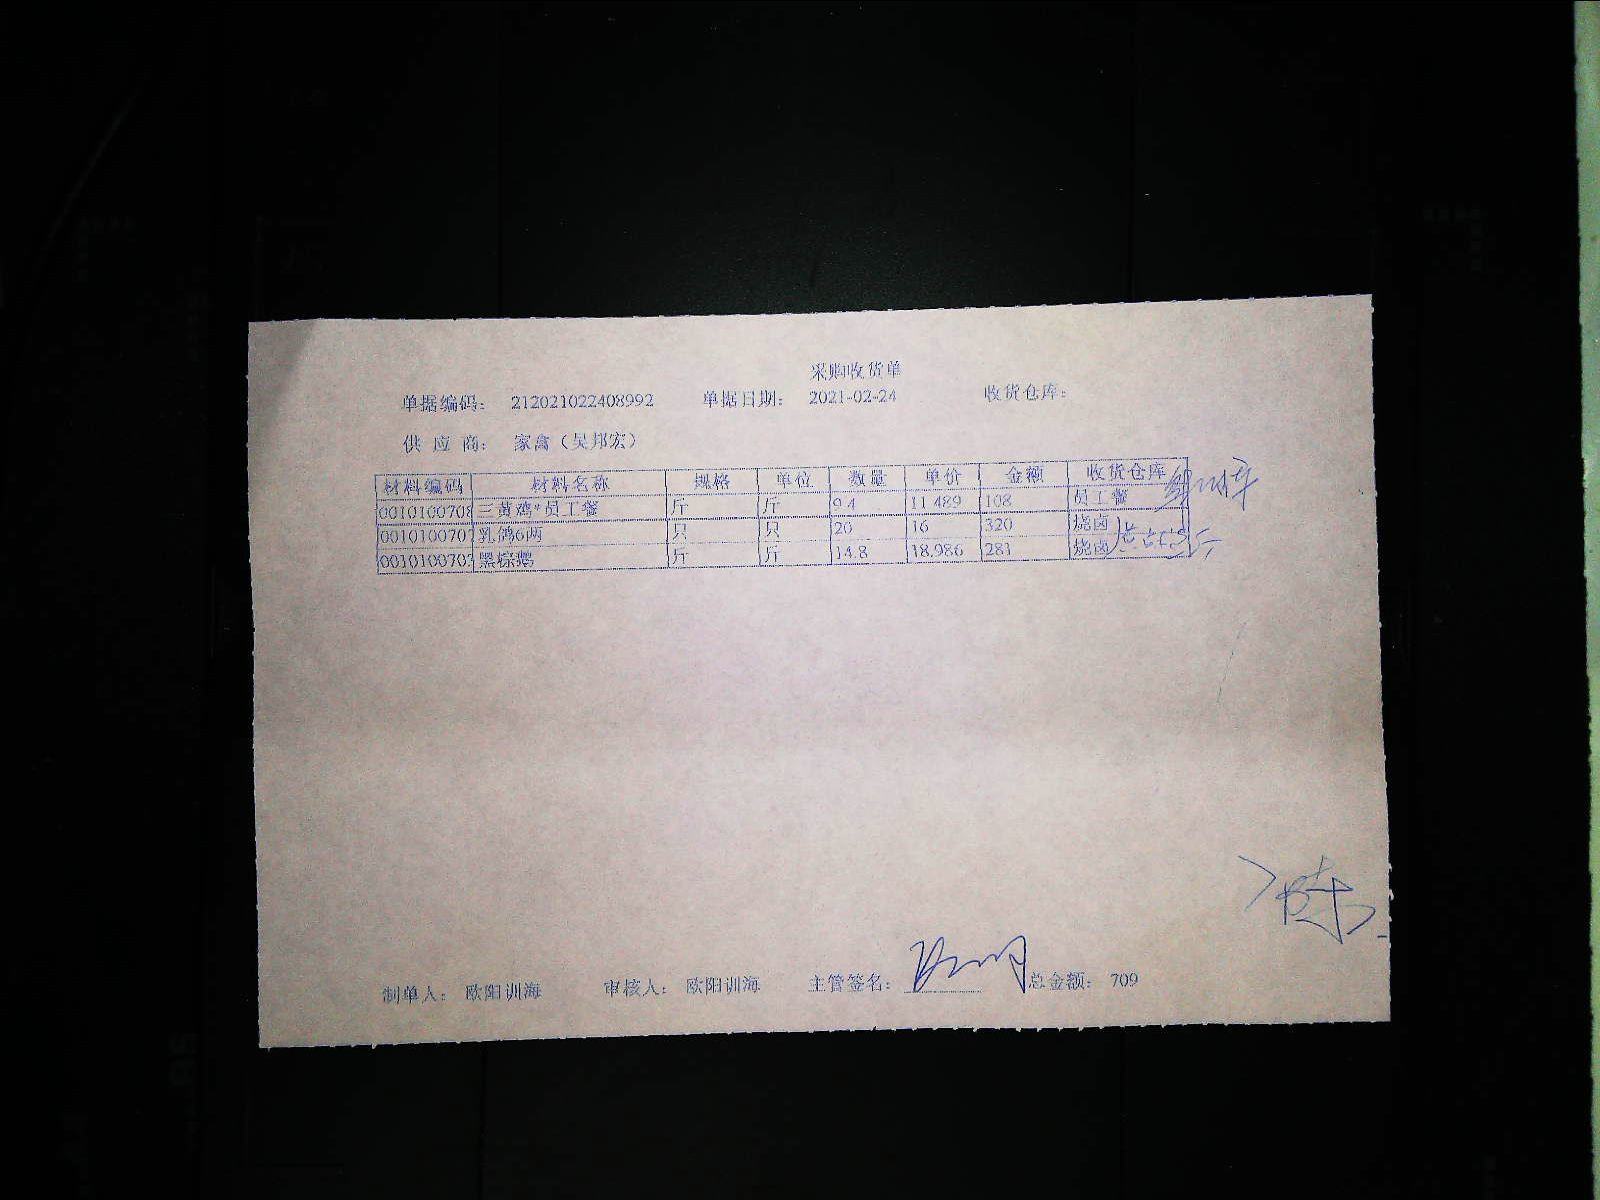 采购收货单
单据编码： 212021022408992 单据日期： 2021-02-24 收货仓库：
供 应 商： 家禽（吴邦宏）
材料编码 材料名称 规格 单位 数量 单价 金额 收货仓库
0010100708 三黄鸡*员工餐 斤 斤 9.4 11.489 108 员工餐
001010070 乳鸽6两 只 只 20 16 320 烧卤
001010070 黑棕鹅 斤 斤 14.8 18.986 281 烧卤
制单人： 欧阳训海 审核人： 欧阳训海 主管签名： 总金额： 709